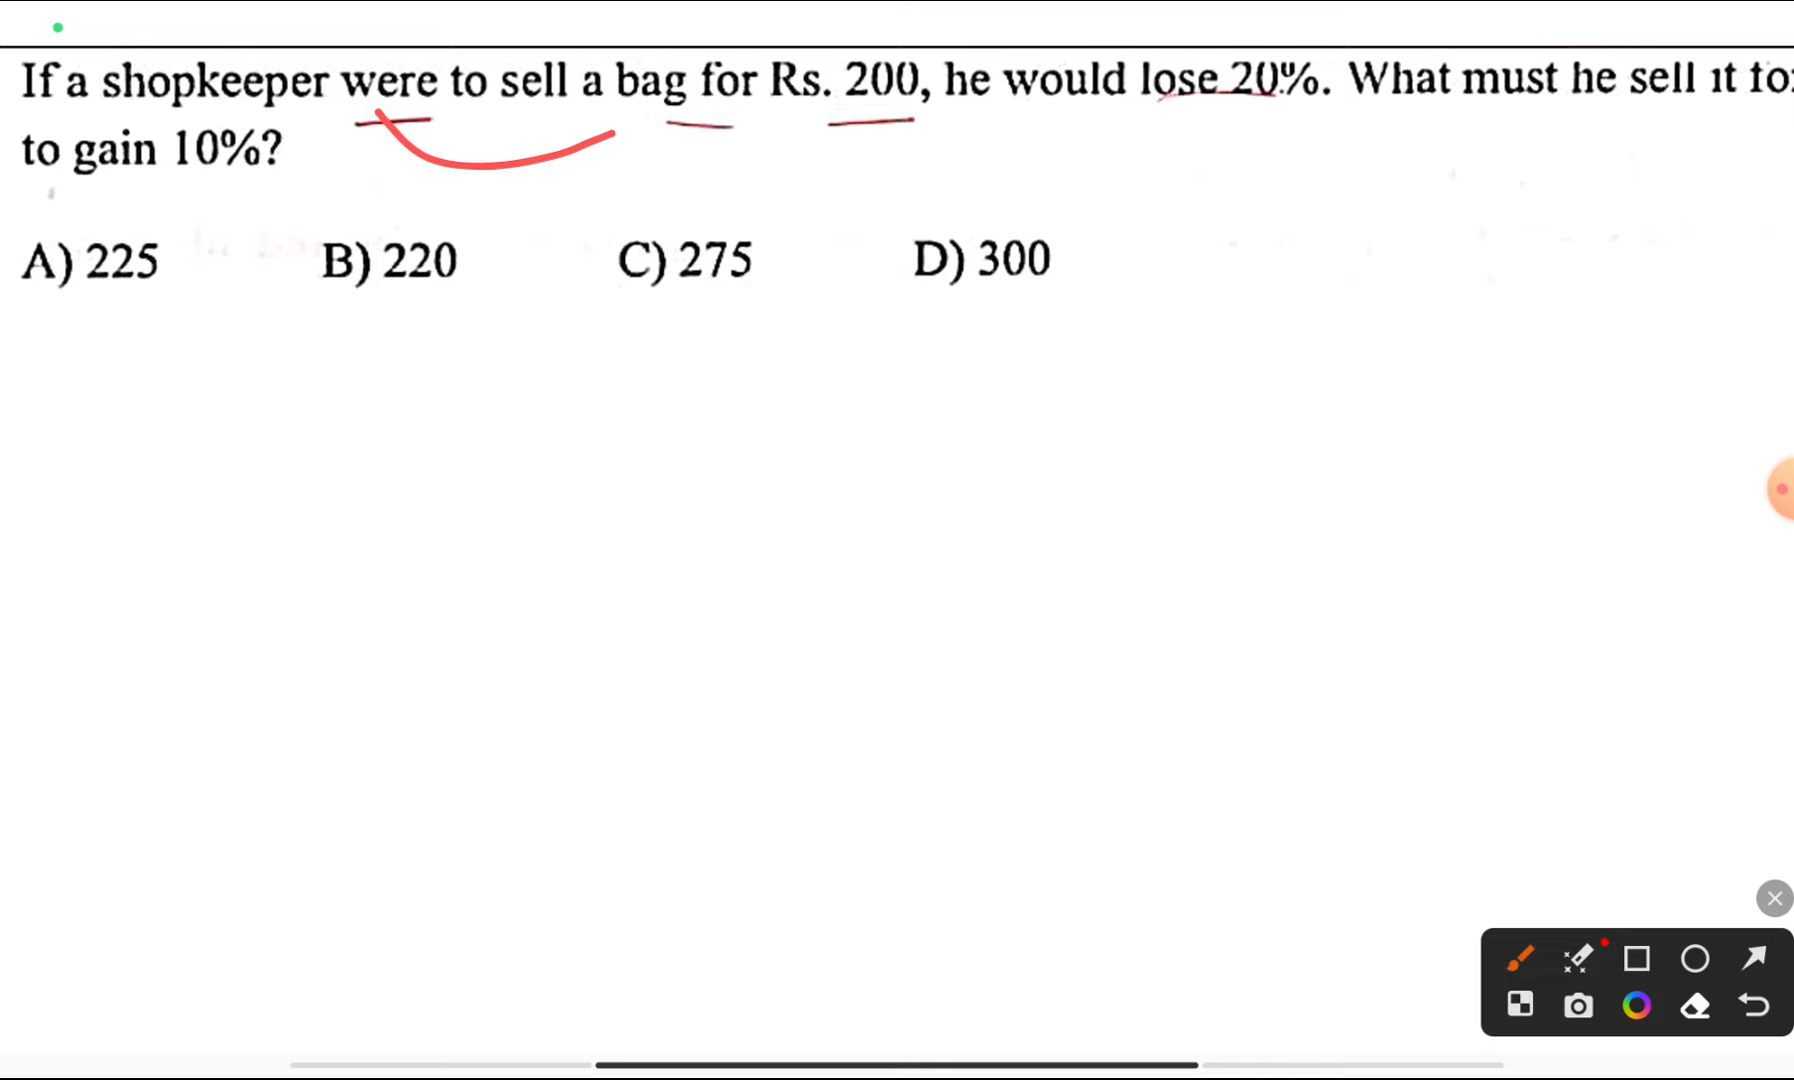 If a shopkeeper were to sell a bag for Rs. 200, he would lose 20%. What must he sell it fo
to gain 10%?
A) 225 B) 220 C) 275 D) 300